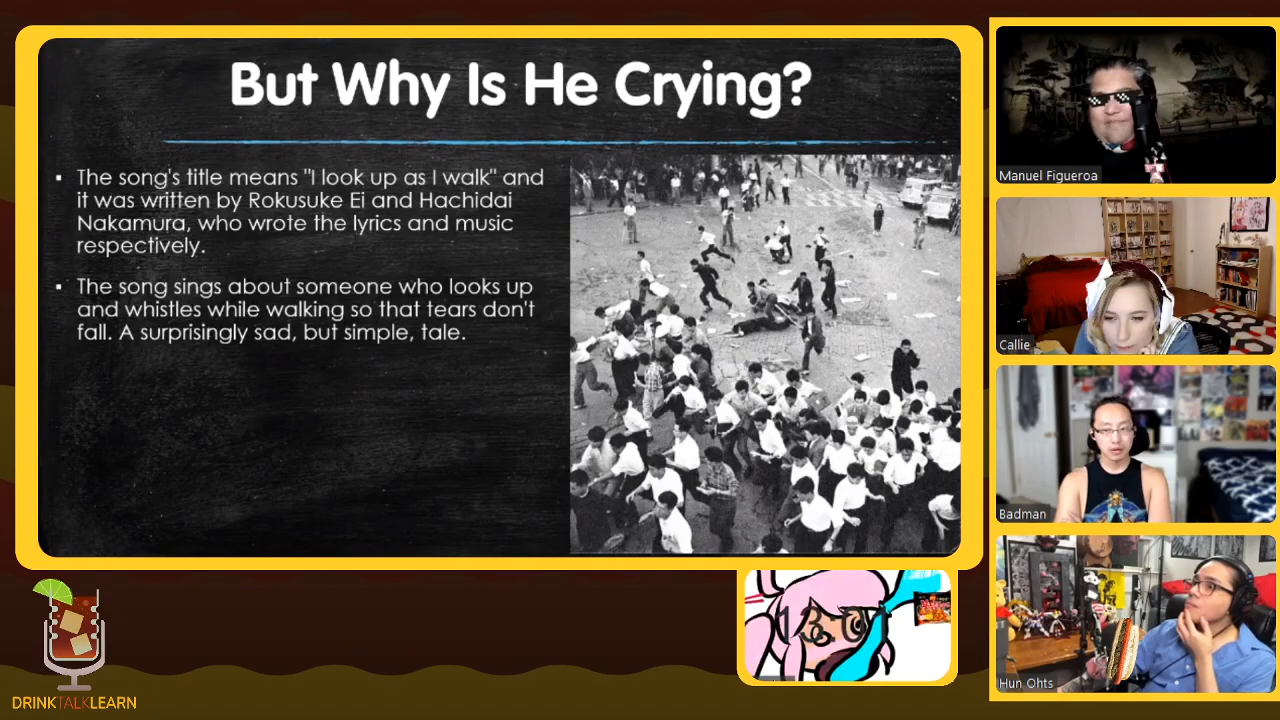 But Why Is He Crying?
▪ The song's title means "I look up as I walk" and
it was written by Rokusuke Ei and Hachidai
Nakamura, who wrote the lyrics and music
respectively.
▪ The song sings about someone who looks up
and whistles while walking so that tears don't
fall. A surprisingly sad, but simple, tale.
Manuel Figueroa
Callie
Badman
Hun Ohts
DRINKTALKLEARN